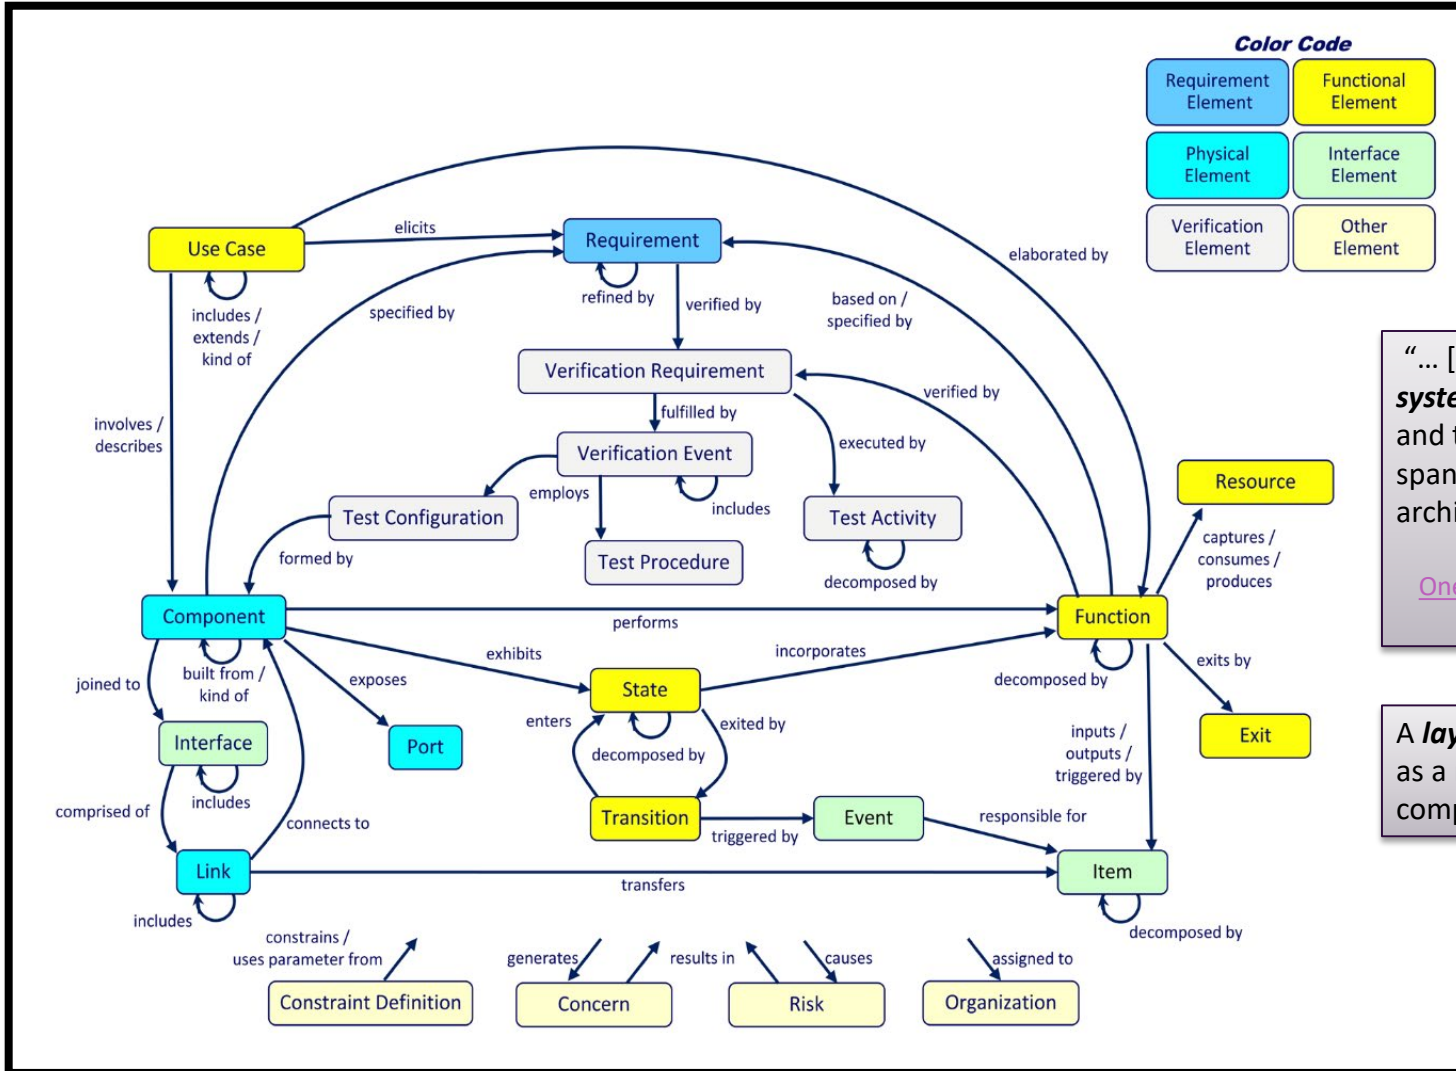 Color Code
Requirement
Element
Functional
Element
Physical
Element
Interface
Element
Verification
Element
Other
Element
Use Case
elicits
Requirement
elaborated by
includes /
extends /
kind of
specified by
refined by
verified by
based on /
specified by
Verification Requirement
verified by
involves /
describes
fulfilled by
executed by
Verification Event
employs
includes
Test Configuration
Test Activity
Resource
formed by
Test Procedure
decomposed by
captures /
consumes /
produces
Component
performs
Function
built from /
kind of
joined to
exposes
exhibits
incorporates
decomposed by
exits by
State
enters
exited by
decomposed by
Interface
Port
Exit
includes
inputs /
outputs /
triggered by
comprised of
connects to
Transition
triggered by
Event
responsible for
Link
transfers
Item
includes
decomposed by
constrains /
uses parameter from
generates
results in
causes
assigned to
Constraint Definition
Concern
Risk
Organization
“… [
syste
and t
span
archi
One
A lay
as a
comp